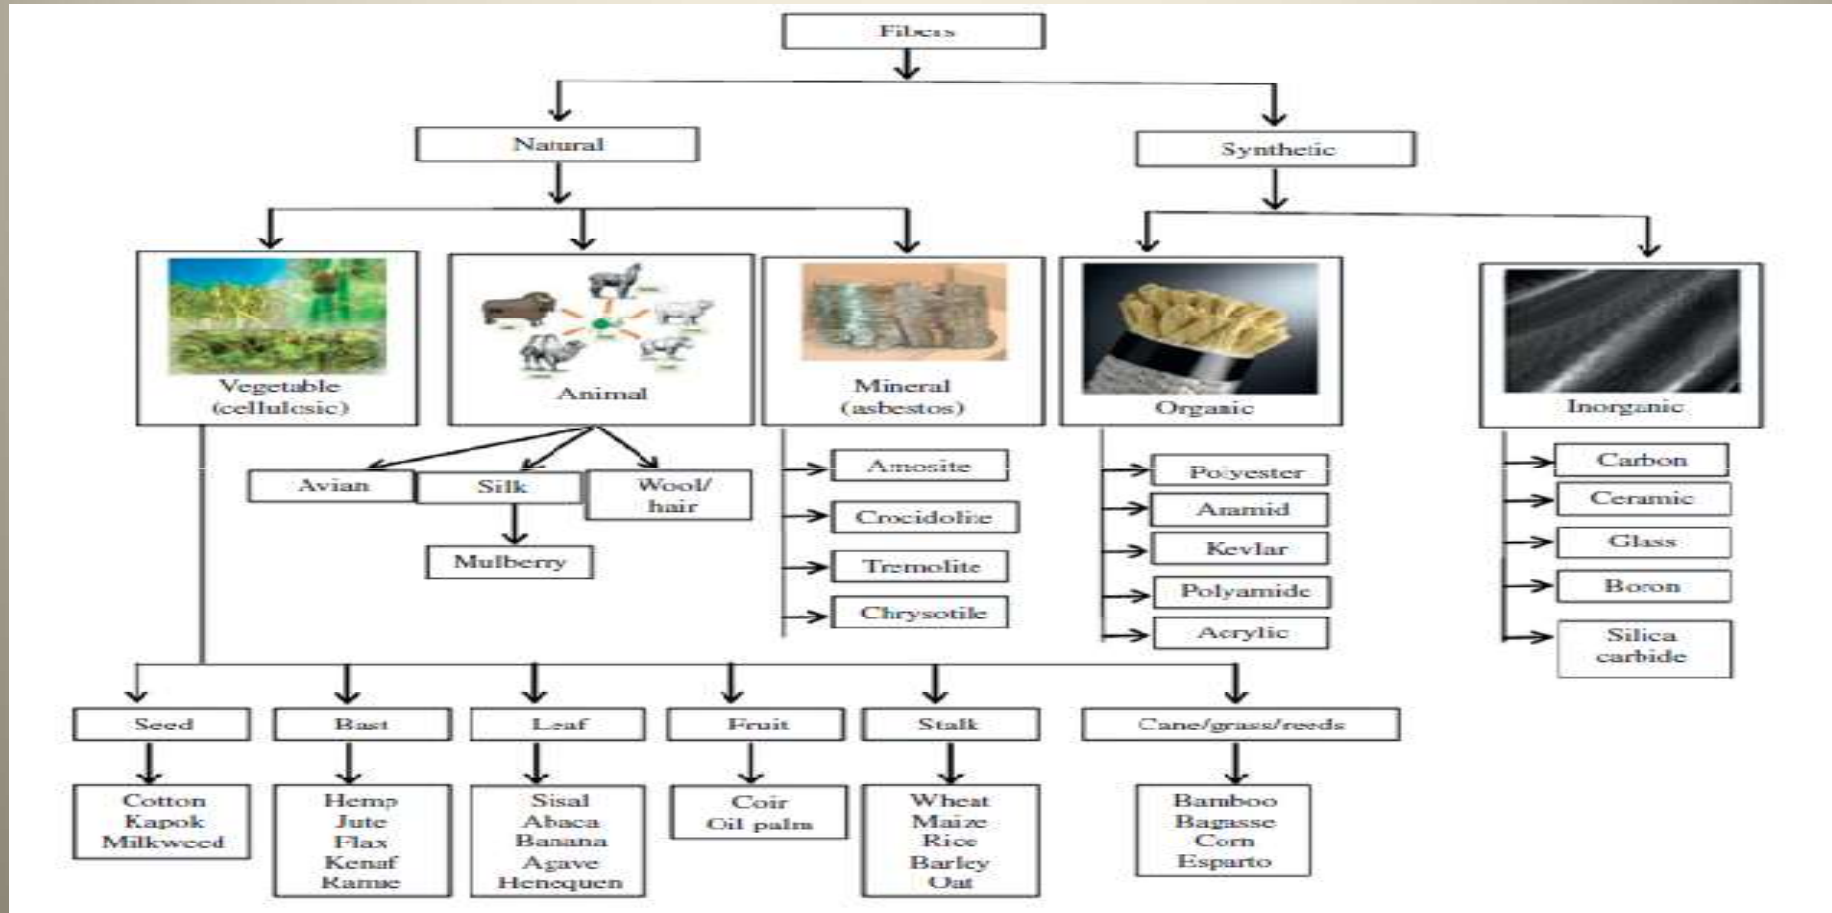 Fibers
Natural
Synthetic
Vegetable
(cellulosic)
Animal
Mineral
(asbestos)
Organic
Inorganic
Avian
Silk
Wool/
hair
Mulberry
Amosite
Crocidolite
Tremolite
Chrysotile
Polyester
Aramid
Kevlar
Polyamide
Acrylic
Carbon
Ceramic
Glass
Boron
Silica
carbide
Seed
Bast
Leaf
Fruit
Stalk
Cane/grass/reeds
Cotton
Kapok
Milkweed
Hemp
Jute
Flax
Kenaf
Ramie
Sisal
Abaca
Banana
Agave
Henequen
Coir
Oil palm
Wheat
Maize
Rice
Barley
Oat
Bamboo
Bagasse
Corn
Esparto